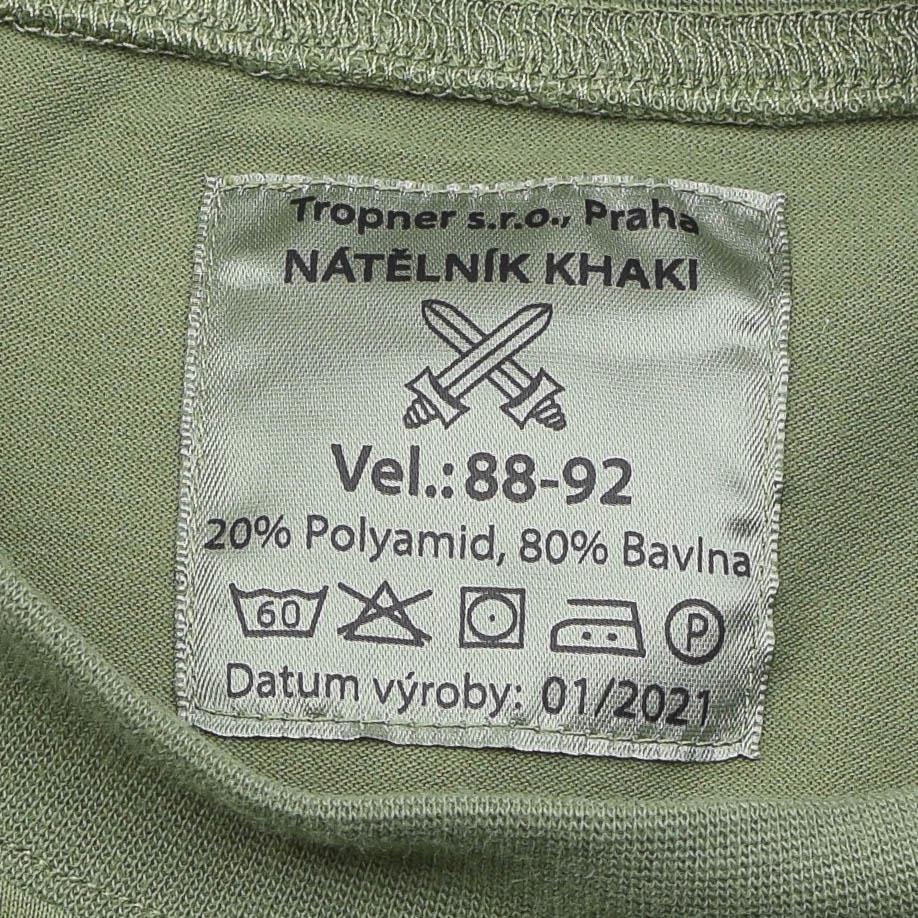 Tropner s.r.o., Praha
NÁTĚLNÍK KHAKI
Vel.: 88-92
20% Polyamid, 80% Bavlna
60 P
Datum výroby: 01/2021